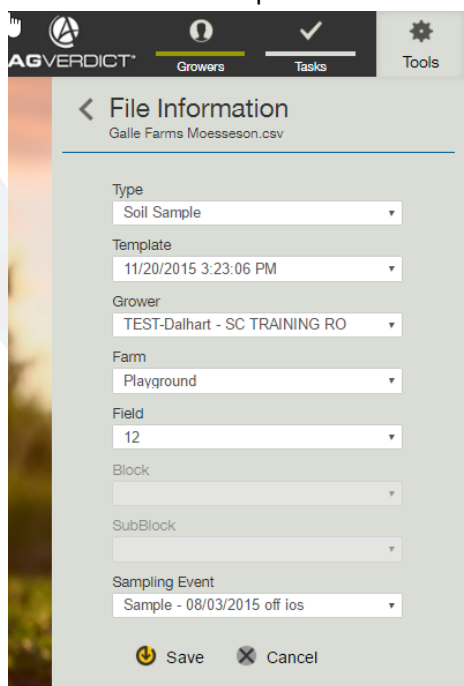 AGVERDICT
Growers
Tasks
Tools
File Information
Galle Farms Moesseson.csv
Type
Soil Sample
Template
11/20/2015 3:23:06 PM
Grower
TEST-Dalhart - SC TRAINING RO
Farm
Playground
Field
12
Block
SubBlock
Sampling Event
Sample - 08/03/2015 off ios
Save Cancel